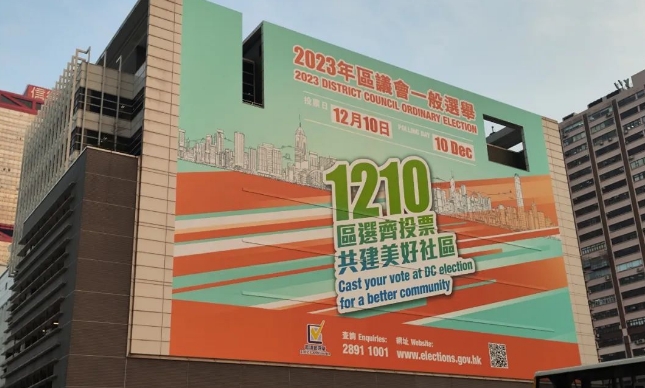 2023年區議會一般選舉
2023 DISTRICT COUNCIL ORDINARY ELECTION
投票日 12月10日 POLLING DAY 10 Dec
1210
區選齊投票
共建美好社區
Cast your vote at DC election
for a better community
查詢 Enquiries: 網址 Website:
2891 1001 www.elections.gov.hk